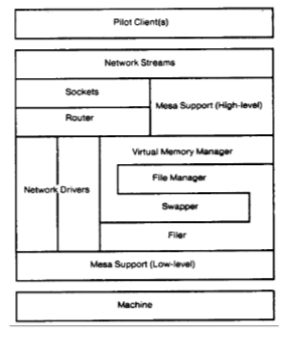 Pilot Client(s)
Network Streams
Sockets
Mesa Support (High-level)
Router
Virtual Memory Manager
File Manager
Network Drivers
Swapper
Filer
Mesa Support (Low-level)
Machine